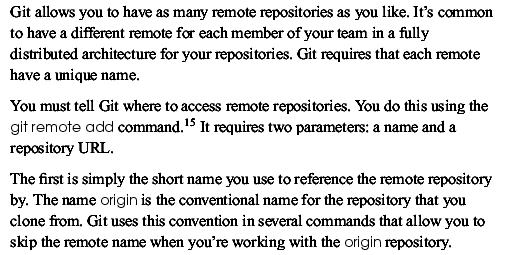 Git allows you to have as many remote repositories as you like. It's common
to have a different remote for each member of your team in a fully
distributed architecture for your repositories. Git requires that each remote
have a unique name.
You must tell Git where to access remote repositories. You do this using the
git remote add command.15 It requires two parameters: a name and a
repository URL.
The first is simply the short name you use to reference the remote repository
by. The name origin is the conventional name for the repository that you
clone from. Git uses this convention in several commands that allow you to
skip the remote name when you're working with the origin repository.